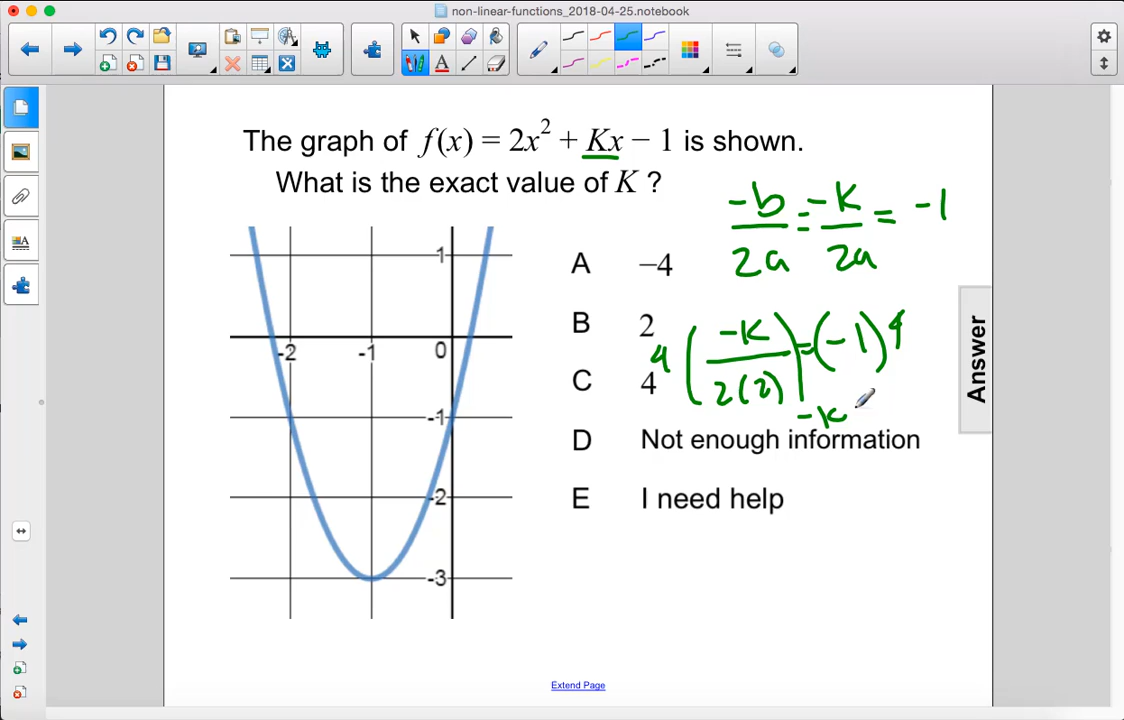 non-linear-functions_2018-04-25.notebook
The graph of f(x) = 2x² + Kx − 1 is shown.
What is the exact value of K ?
-b/2a = -k/2a = -1
A −4
B 2
C 4
D Not enough information
E I need help
4(-k/2(2)) = (-1)4
-k
1
-2 -1 0
-1
-2
-3
Answer
Extend Page